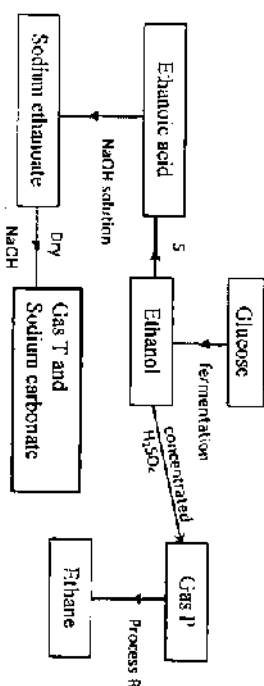 Glucose
fermentation
Ethanol
S
Ethanoic acid
NaOH solution
Sodium ethanoate
Dry
NaOH
Gas T and
Sodium carbonate
concentrated
H₂SO₄
Gas P
Process R
Ethane